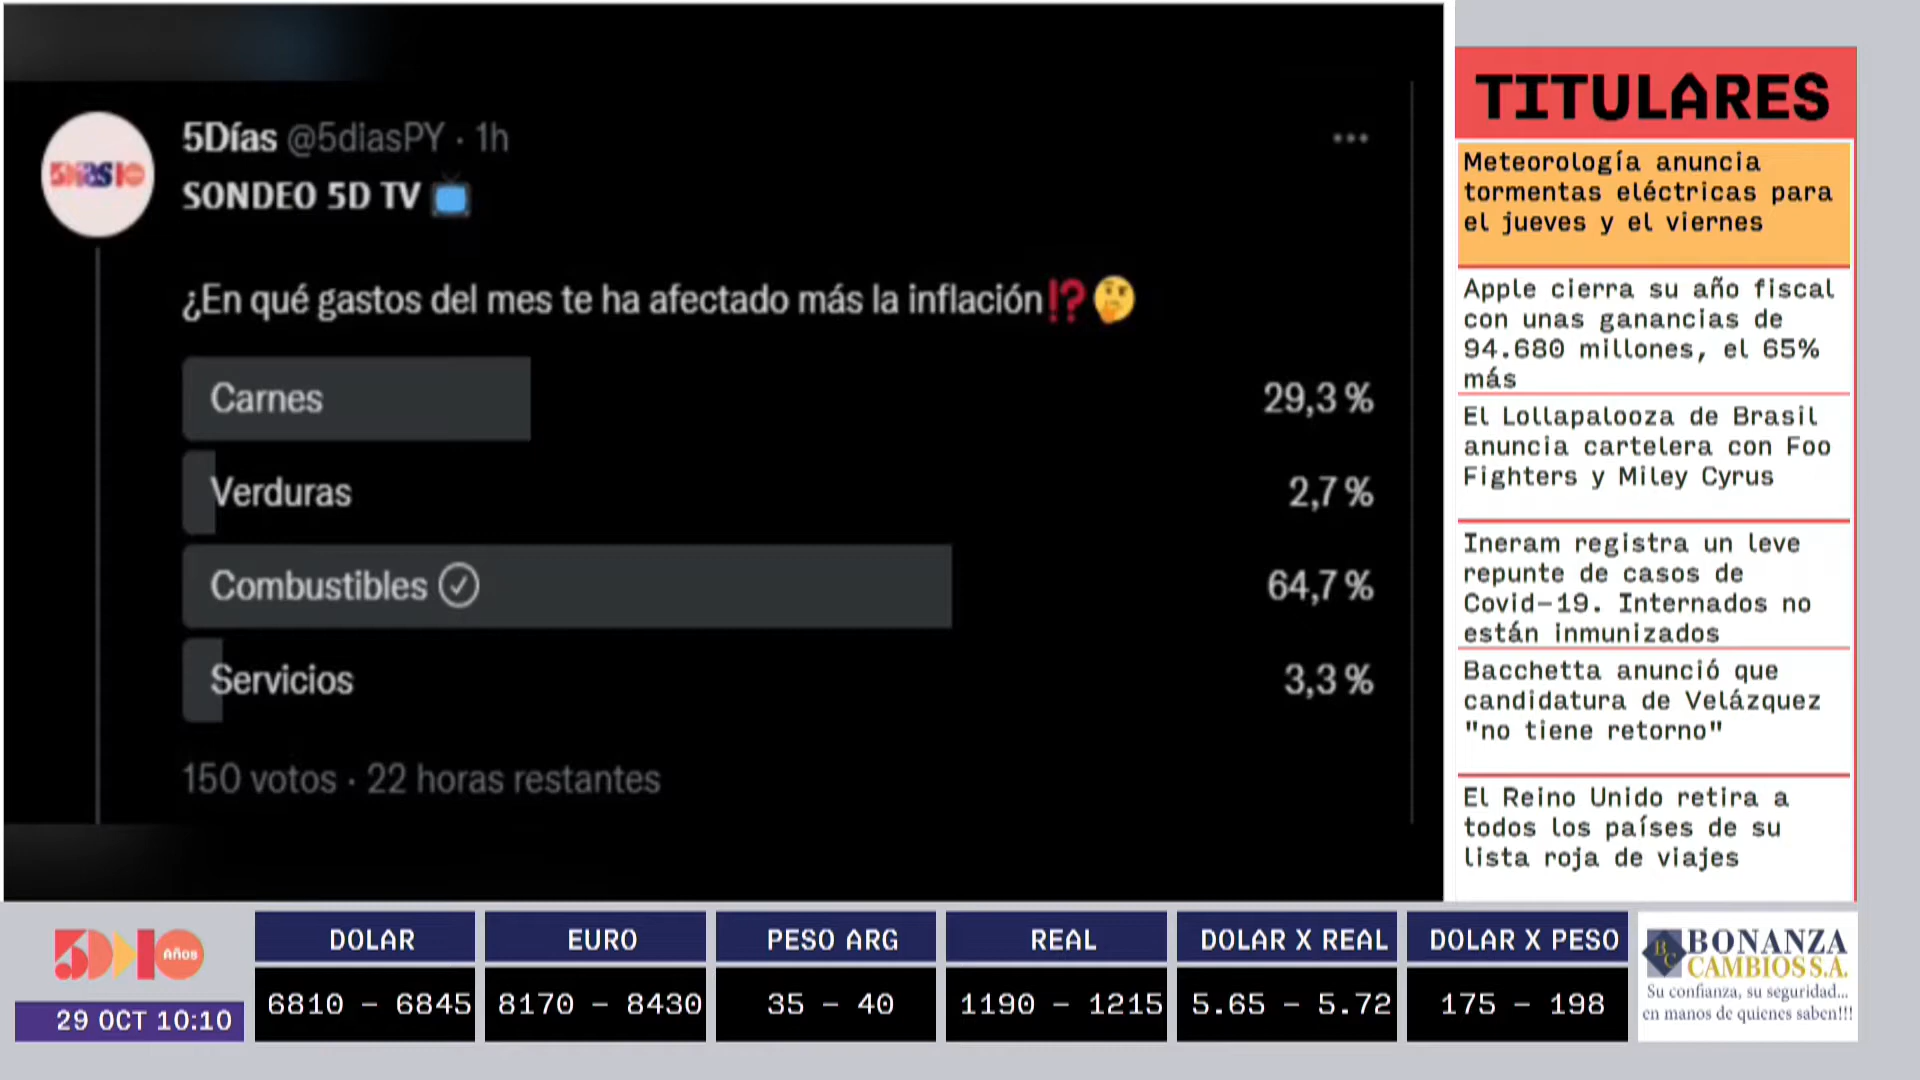 5Días @5diasPY · 1h
SONDEO 5D TV
¿En qué gastos del mes te ha afectado más la inflación⁉️🤔
Carnes 29,3 %
Verduras 2,7 %
Combustibles 64,7 %
Servicios 3,3 %
150 votos · 22 horas restantes
5DÍAS10
TITULARES
Meteorología anuncia
tormentas eléctricas para
el jueves y el viernes
Apple cierra su año fiscal
con unas ganancias de
94.680 millones, el 65%
más
El Lollapalooza de Brasil
anuncia cartelera con Foo
Fighters y Miley Cyrus
Ineram registra un leve
repunte de casos de
Covid-19. Internados no
están inmunizados
Bacchetta anunció que
candidatura de Velázquez
"no tiene retorno"
El Reino Unido retira a
todos los países de su
lista roja de viajes
5D 10 Años
29 OCT 10:10
DOLAR
6810 - 6845
EURO
8170 - 8430
PESO ARG
35 - 40
REAL
1190 - 1215
DOLAR X REAL
5.65 - 5.72
DOLAR X PESO
175 - 198
BC
BONANZA
CAMBIOS S.A.
Su confianza, su seguridad...
en manos de quienes saben!!!